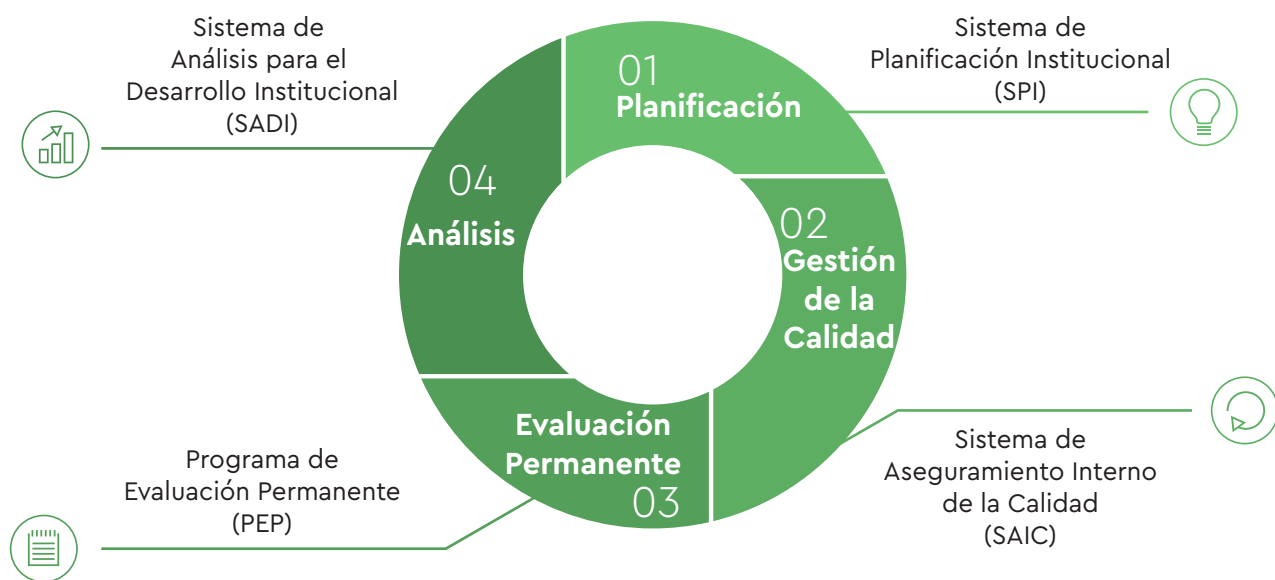 Sistema de
Análisis para el
Desarrollo Institucional
(SADI)
01
Planificación
Sistema de
Planificación Institucional
(SPI)
04
Análisis
02
Gestión
de la
Calidad
Evaluación
Permanente
03
Programa de
Evaluación Permanente
(PEP)
Sistema de
Aseguramiento Interno
de la Calidad
(SAIC)